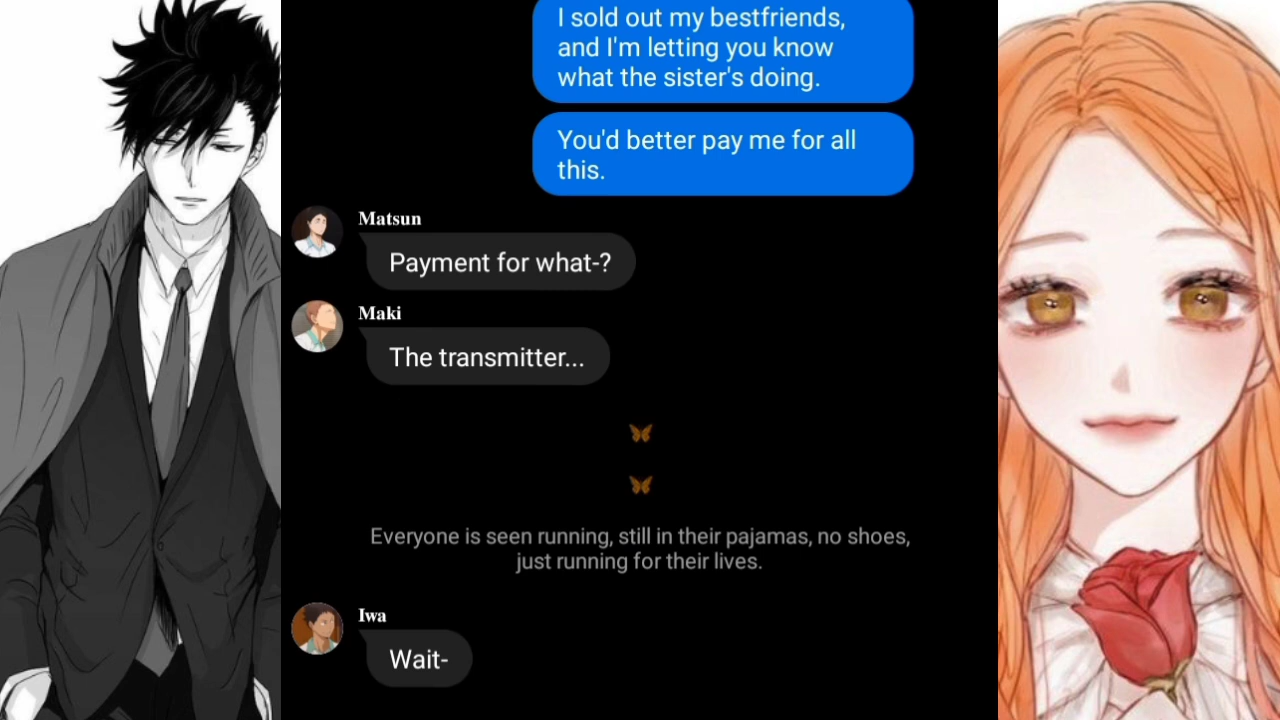 I sold out my bestfriends,
and I'm letting you know
what the sister's doing.
You'd better pay me for all
this.
Matsun
Payment for what-?
Maki
The transmitter...
Everyone is seen running, still in their pajamas, no shoes,
just running for their lives.
Iwa
Wait-